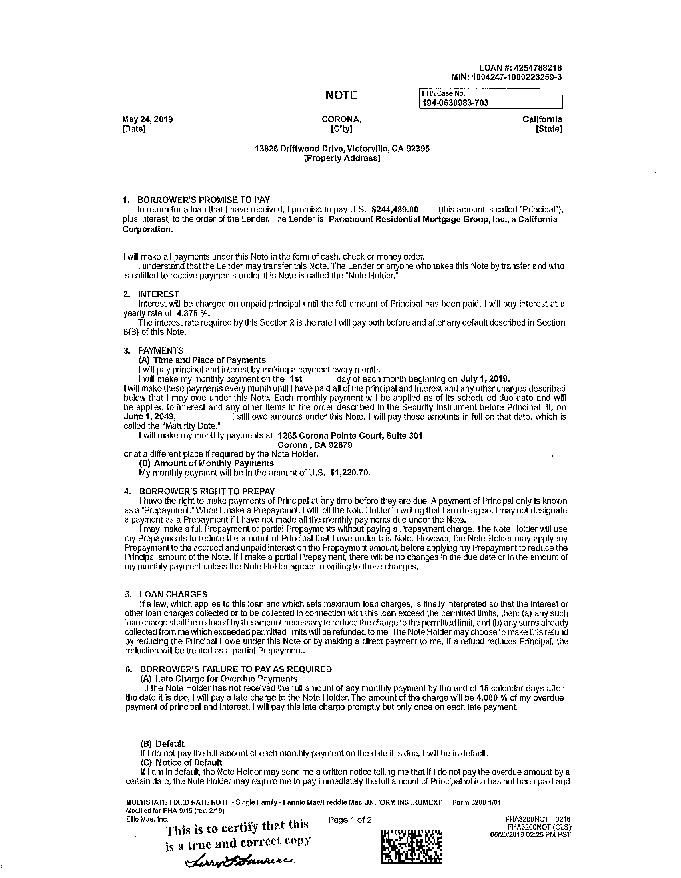 LOAN #: 4254788218
MIN: 1004247-1000223259-3
NOTE
FHA Case No.
194-0630983-703
May 24, 2019
[Date]
CORONA,
[City]
California
[State]
13826 Driftwood Drive, Victorville, CA 92395
[Property Address]
1. BORROWER'S PROMISE TO PAY
In return for a loan that I have received, I promise to pay U.S. $244,489.00 (this amount is called "Principal"),
plus interest, to the order of the Lender. The Lender is Paramount Residential Mortgage Group, Inc., a California
Corporation.
I will make all payments under this Note in the form of cash, check or money order.
I understand that the Lender may transfer this Note. The Lender or anyone who takes this Note by transfer and who
is entitled to receive payments under this Note is called the "Note Holder."
2. INTEREST
Interest will be charged on unpaid principal until the full amount of Principal has been paid. I will pay interest at a
yearly rate of 4.375 %.
The interest rate required by this Section 2 is the rate I will pay both before and after any default described in Section
6(B) of this Note.
3. PAYMENTS
(A) Time and Place of Payments
I will pay principal and interest by making a payment every month.
I will make my monthly payment on the 1st day of each month beginning on July 1, 2019.
I will make these payments every month until I have paid all of the principal and interest and any other charges described
below that I may owe under this Note. Each monthly payment will be applied as of its scheduled due date and will
be applied to interest and any other items in the order described in the Security Instrument before Principal. If, on
June 1, 2049, I still owe amounts under this Note, I will pay those amounts in full on that date, which is
called the "Maturity Date."
I will make my monthly payments at 1265 Corona Pointe Court, Suite 301
Corona, CA 92879
or at a different place if required by the Note Holder.
(B) Amount of Monthly Payments
My monthly payment will be in the amount of U.S. $1,220.70.
4. BORROWER'S RIGHT TO PREPAY
I have the right to make payments of Principal at any time before they are due. A payment of Principal only is known
as a "Prepayment." When I make a Prepayment, I will tell the Note Holder in writing that I am doing so. I may not designate
a payment as a Prepayment if I have not made all the monthly payments due under the Note.
I may make a full Prepayment or partial Prepayments without paying a Prepayment charge. The Note Holder will use
my Prepayments to reduce the amount of Principal that I owe under this Note. However, the Note Holder may apply my
Prepayment to the accrued and unpaid interest on the Prepayment amount, before applying my Prepayment to reduce the
Principal amount of the Note. If I make a partial Prepayment, there will be no changes in the due date or in the amount of
my monthly payment unless the Note Holder agrees in writing to those changes.
5. LOAN CHARGES
If a law, which applies to this loan and which sets maximum loan charges, is finally interpreted so that the interest or
other loan charges collected or to be collected in connection with this loan exceed the permitted limits, then: (a) any such
loan charge shall be reduced by the amount necessary to reduce the charge to the permitted limit; and (b) any sums already
collected from me which exceeded permitted limits will be refunded to me. The Note Holder may choose to make this refund
by reducing the Principal I owe under this Note or by making a direct payment to me. If a refund reduces Principal, the
reduction will be treated as a partial Prepayment.
6. BORROWER'S FAILURE TO PAY AS REQUIRED
(A) Late Charge for Overdue Payments
If the Note Holder has not received the full amount of any monthly payment by the end of 15 calendar days after
the date it is due, I will pay a late charge to the Note Holder. The amount of the charge will be 4.000 % of my overdue
payment of principal and interest. I will pay this late charge promptly but only once on each late payment.
(B) Default
If I do not pay the full amount of each monthly payment on the date it is due, I will be in default.
(C) Notice of Default
If I am in default, the Note Holder may send me a written notice telling me that if I do not pay the overdue amount by a
certain date, the Note Holder may require me to pay immediately the full amount of Principal which has not been paid and
MULTISTATE FIXED RATE NOTE - Single Family - Fannie Mae/Freddie Mac UNIFORM INSTRUMENT Form 3200 1/01
Modified for FHA 9/15 (rev. 2/16)
Ellie Mae, Inc.
Page 1 of 2
FHA3200NOT 0216
FHA3200NOT (CLS)
05/23/2019 02:25 PM PST
This is to certify that this
is a true and correct copy